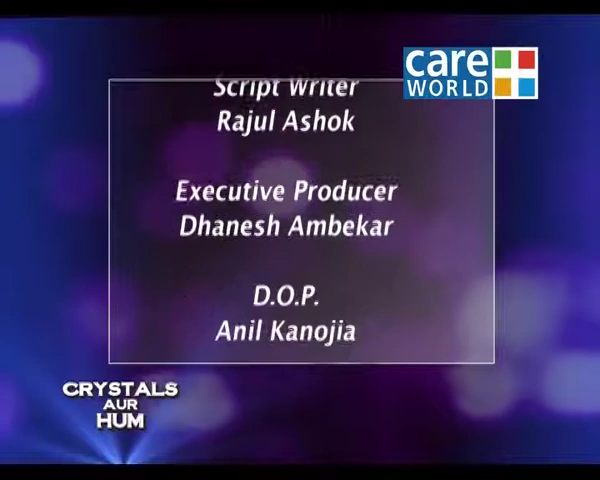 care
WORLD
Script Writer
Rajul Ashok
Executive Producer
Dhanesh Ambekar
D.O.P.
Anil Kanojia
CRYSTALS
AUR
HUM